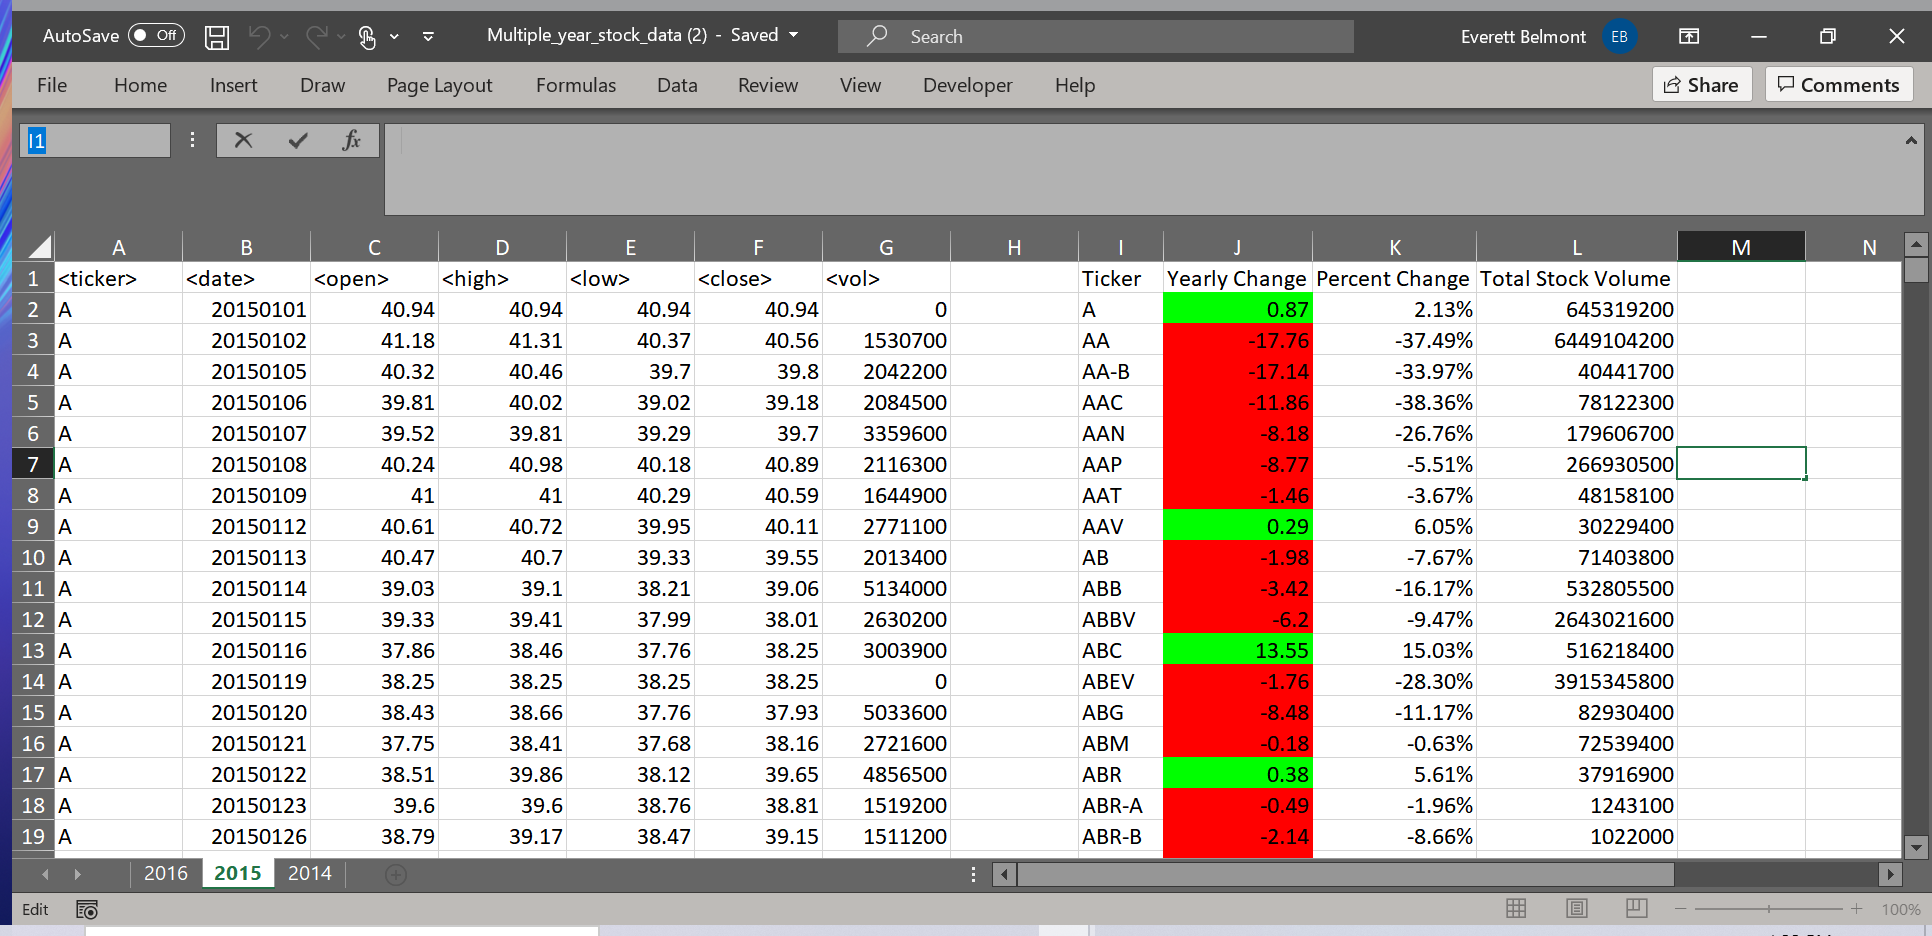 AutoSave Off Multiple_year_stock_data (2) - Saved Search Everett Belmont EB
File Home Insert Draw Page Layout Formulas Data Review View Developer Help Share Comments
I1 fx
A B C D E F G H I J K L M N
1 <ticker> <date> <open> <high> <low> <close> <vol> Ticker Yearly Change Percent Change Total Stock Volume
2 A 20150101 40.94 40.94 40.94 40.94 0 A 0.87 2.13% 645319200
3 A 20150102 41.18 41.31 40.37 40.56 1530700 AA -17.76 -37.49% 6449104200
4 A 20150105 40.32 40.46 39.7 39.8 2042200 AA-B -17.14 -33.97% 40441700
5 A 20150106 39.81 40.02 39.02 39.18 2084500 AAC -11.86 -38.36% 78122300
6 A 20150107 39.52 39.81 39.29 39.7 3359600 AAN -8.18 -26.76% 179606700
7 A 20150108 40.24 40.98 40.18 40.89 2116300 AAP -8.77 -5.51% 266930500
8 A 20150109 41 41 40.29 40.59 1644900 AAT -1.46 -3.67% 48158100
9 A 20150112 40.61 40.72 39.95 40.11 2771100 AAV 0.29 6.05% 30229400
10 A 20150113 40.47 40.7 39.33 39.55 2013400 AB -1.98 -7.67% 71403800
11 A 20150114 39.03 39.1 38.21 39.06 5134000 ABB -3.42 -16.17% 532805500
12 A 20150115 39.33 39.41 37.99 38.01 2630200 ABBV -6.2 -9.47% 2643021600
13 A 20150116 37.86 38.46 37.76 38.25 3003900 ABC 13.55 15.03% 516218400
14 A 20150119 38.25 38.25 38.25 38.25 0 ABEV -1.76 -28.30% 3915345800
15 A 20150120 38.43 38.66 37.76 37.93 5033600 ABG -8.48 -11.17% 82930400
16 A 20150121 37.75 38.41 37.68 38.16 2721600 ABM -0.18 -0.63% 72539400
17 A 20150122 38.51 39.86 38.12 39.65 4856500 ABR 0.38 5.61% 37916900
18 A 20150123 39.6 39.6 38.76 38.81 1519200 ABR-A -0.49 -1.96% 1243100
19 A 20150126 38.79 39.17 38.47 39.15 1511200 ABR-B -2.14 -8.66% 1022000
2016 2015 2014
Edit 100%